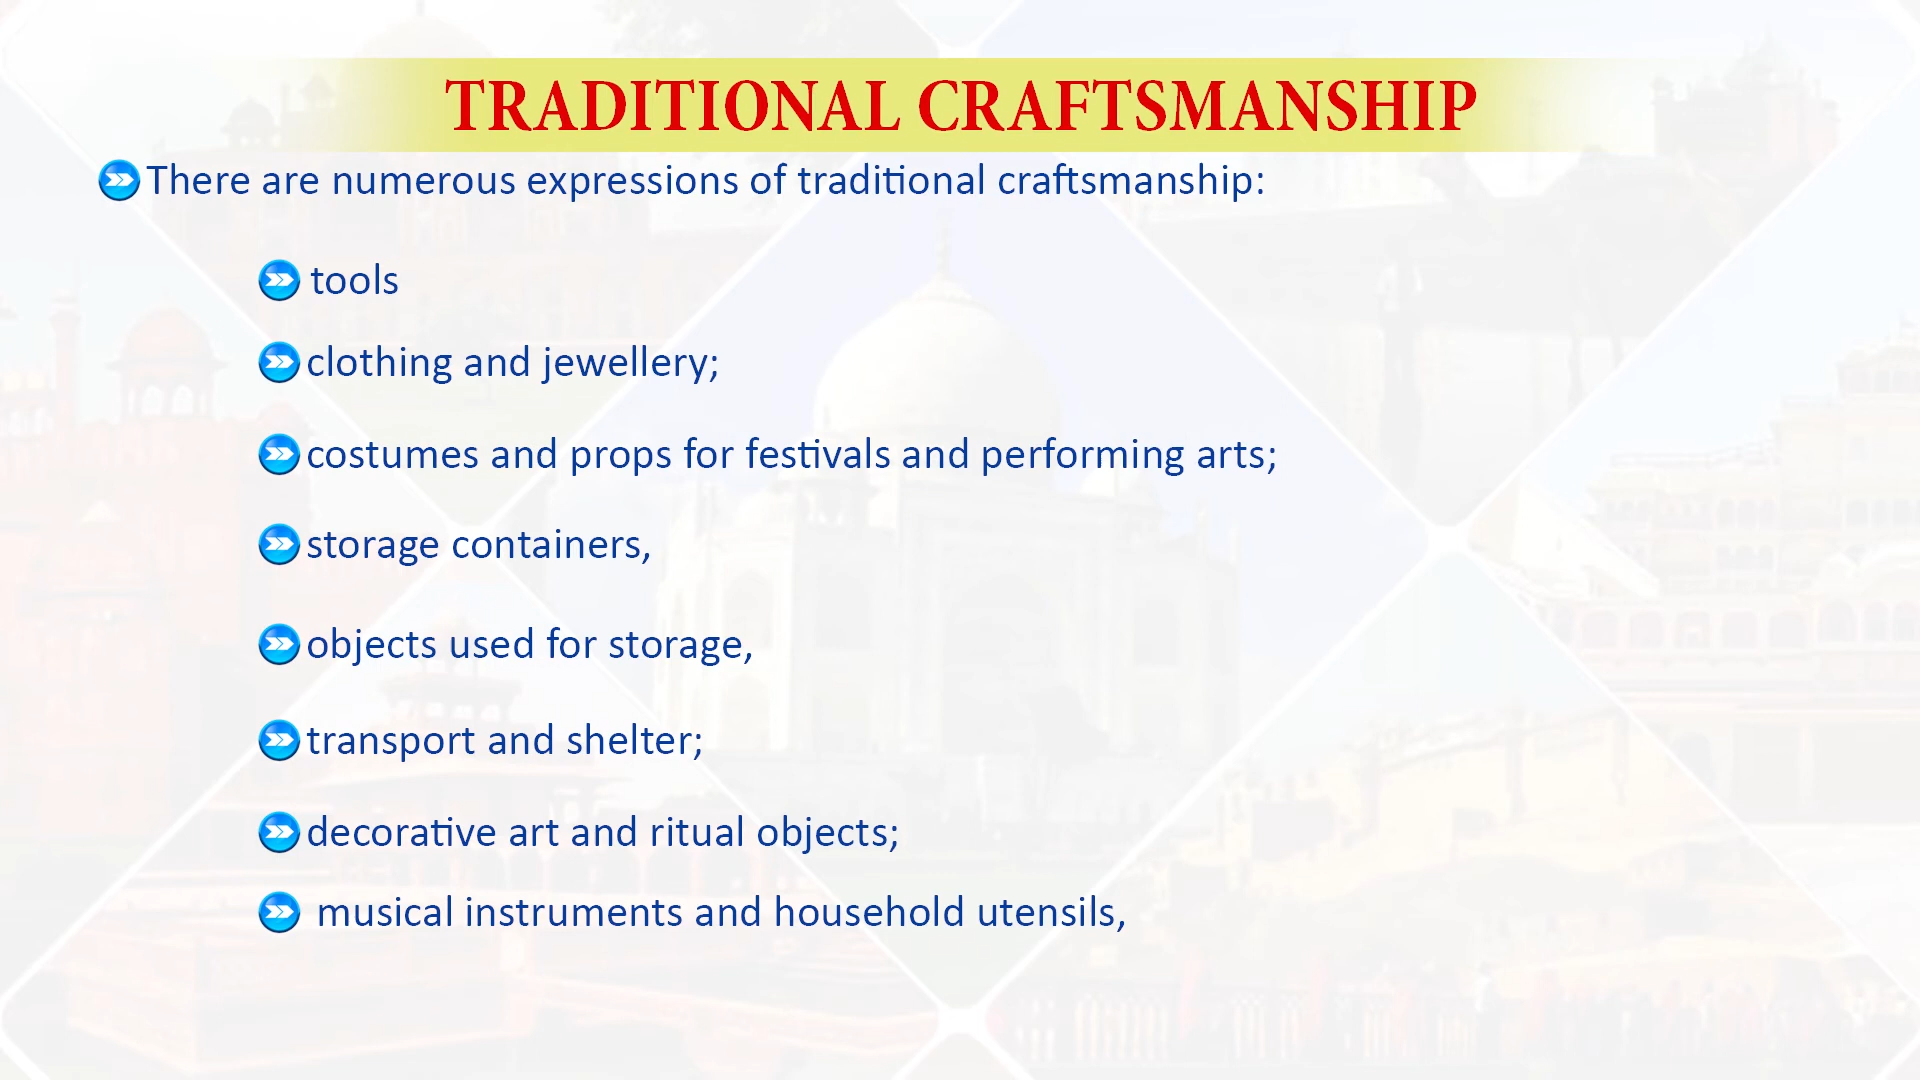 TRADITIONAL CRAFTSMANSHIP
There are numerous expressions of traditional craftsmanship:
tools
clothing and jewellery;
costumes and props for festivals and performing arts;
storage containers,
objects used for storage,
transport and shelter;
decorative art and ritual objects;
musical instruments and household utensils,